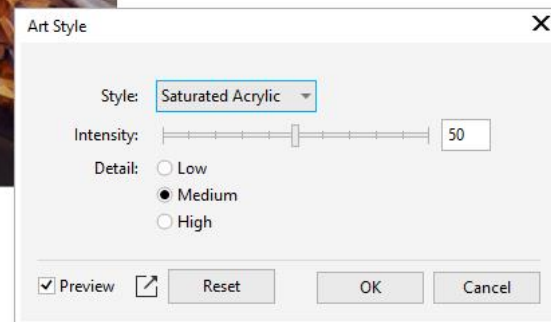 Art Style
Style: Saturated Acrylic
Intensity: 50
Detail: Low
Medium
High
Preview Reset OK Cancel